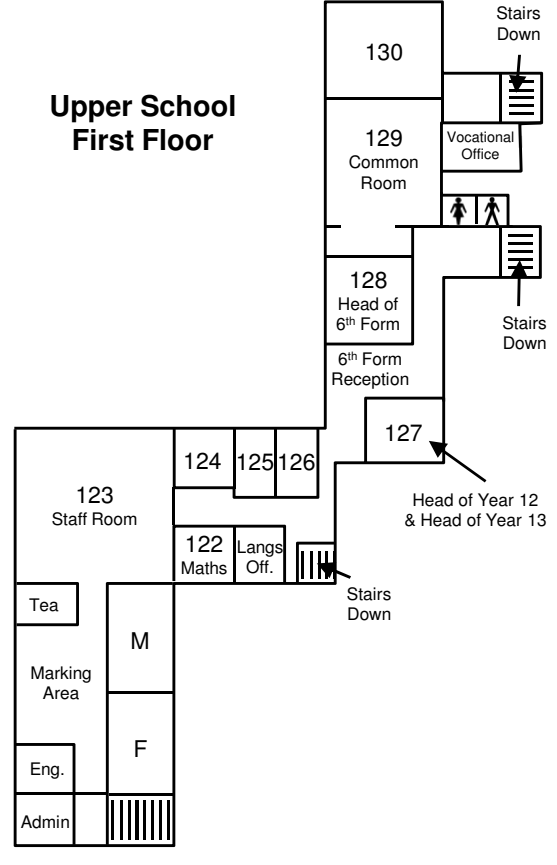 Upper School
First Floor
130
Stairs
Down
129
Common
Room
Vocational
Office
128
Head of
6th Form
Stairs
Down
6th Form
Reception
127
Head of Year 12
& Head of Year 13
124
125
126
123
Staff Room
122
Maths
Langs
Off.
Stairs
Down
Tea
M
Marking
Area
F
Eng.
Admin